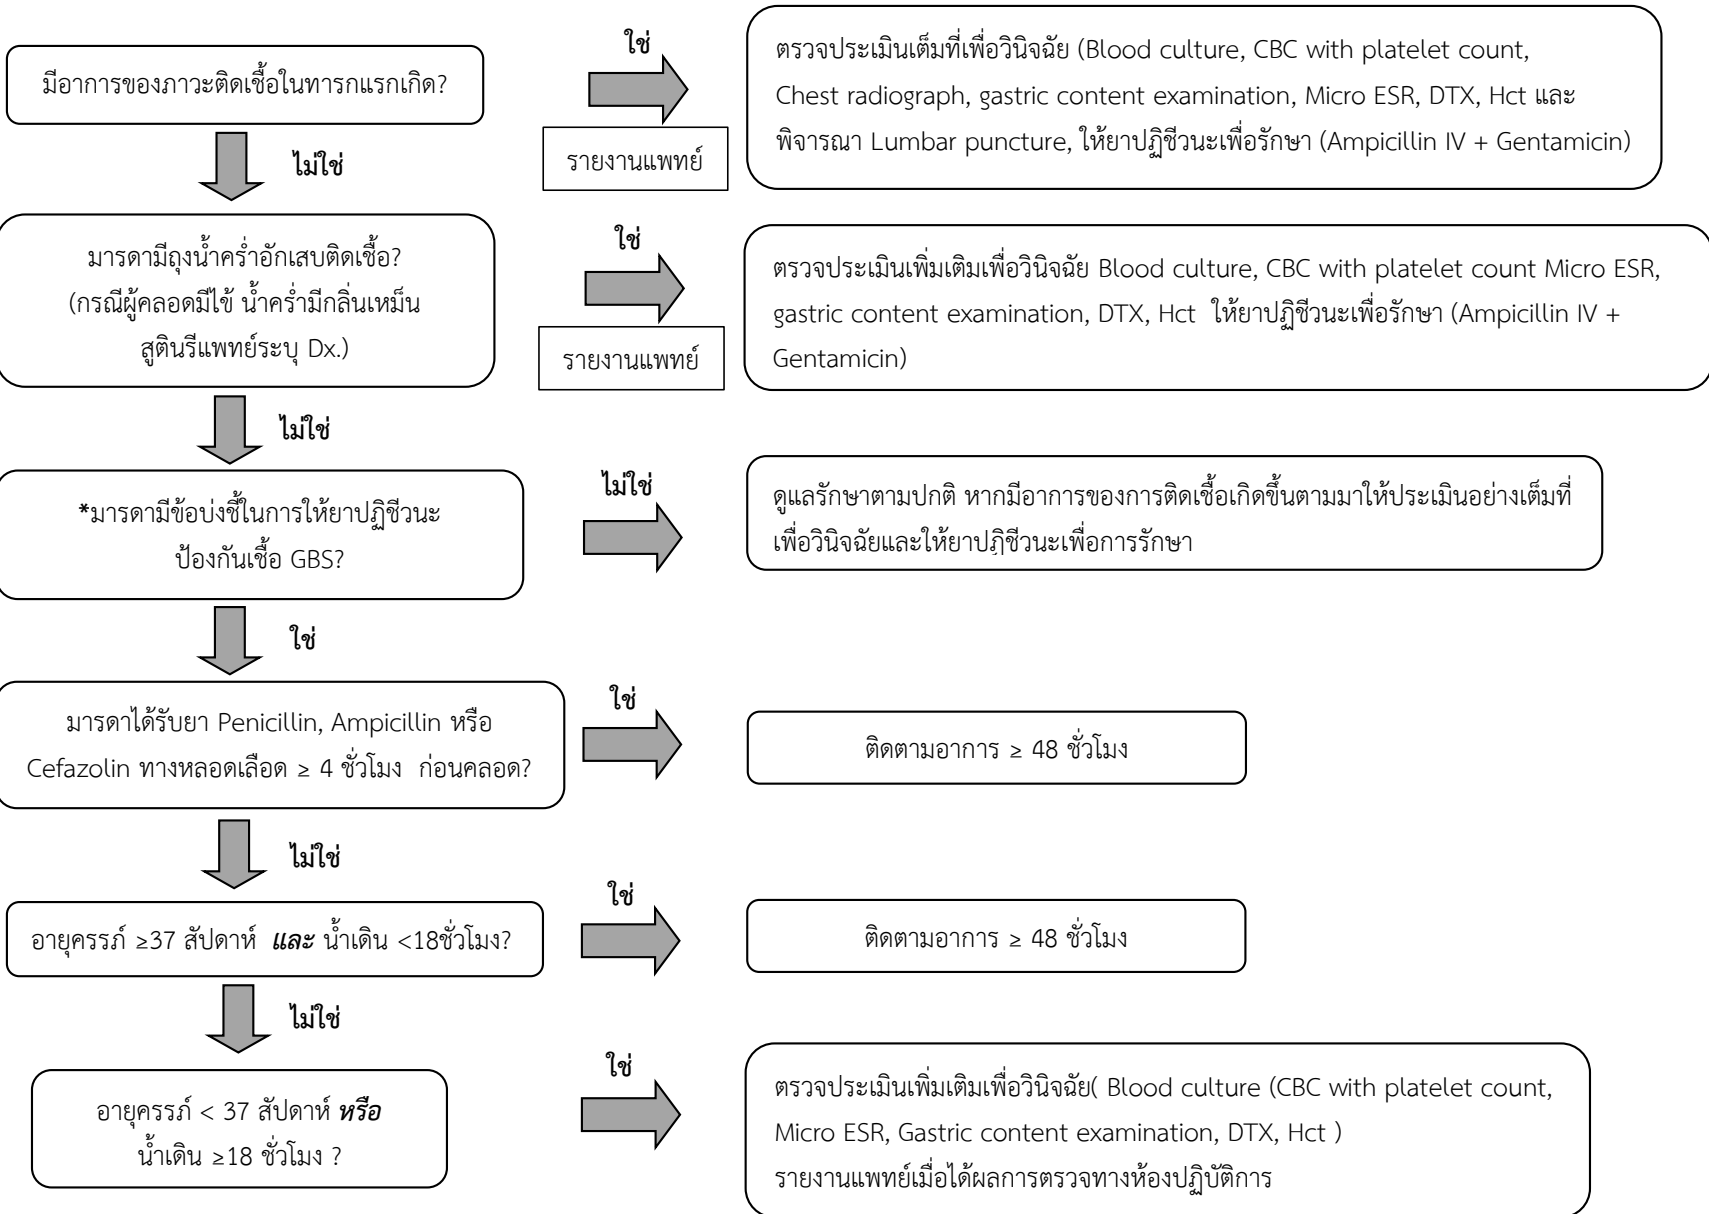 มีอาการของภาวะติดเชื้อในทารกแรกเกิด?
ใช่
รายงานแพทย์
ตรวจประเมินเต็มที่เพื่อวินิจฉัย (Blood culture, CBC with platelet count,
Chest radiograph, gastric content examination, Micro ESR, DTX, Hct และ
พิจารณา Lumbar puncture, ให้ยาปฏิชีวนะเพื่อรักษา (Ampicillin IV + Gentamicin)
ไม่ใช่
มารดามีถุงน้ำคร่ำอักเสบติดเชื้อ?
(กรณีผู้คลอดมีไข้ น้ำคร่ำมีกลิ่นเหม็น
สูตินรีแพทย์ระบุ Dx.)
ใช่
รายงานแพทย์
ตรวจประเมินเพิ่มเติมเพื่อวินิจฉัย Blood culture, CBC with platelet count Micro ESR,
gastric content examination, DTX, Hct ให้ยาปฏิชีวนะเพื่อรักษา (Ampicillin IV +
Gentamicin)
ไม่ใช่
*มารดามีข้อบ่งชี้ในการให้ยาปฏิชีวนะ
ป้องกันเชื้อ GBS?
ไม่ใช่
ดูแลรักษาตามปกติ หากมีอาการของการติดเชื้อเกิดขึ้นตามมาให้ประเมินอย่างเต็มที่
เพื่อวินิจฉัยและให้ยาปฏิชีวนะเพื่อการรักษา
ใช่
มารดาได้รับยา Penicillin, Ampicillin หรือ
Cefazolin ทางหลอดเลือด ≥ 4 ชั่วโมง ก่อนคลอด?
ใช่
ติดตามอาการ ≥ 48 ชั่วโมง
ไม่ใช่
อายุครรภ์ ≥37 สัปดาห์ และ น้ำเดิน <18ชั่วโมง?
ใช่
ติดตามอาการ ≥ 48 ชั่วโมง
ไม่ใช่
อายุครรภ์ < 37 สัปดาห์ หรือ
น้ำเดิน ≥18 ชั่วโมง ?
ใช่
ตรวจประเมินเพิ่มเติมเพื่อวินิจฉัย( Blood culture (CBC with platelet count,
Micro ESR, Gastric content examination, DTX, Hct )
รายงานแพทย์เมื่อได้ผลการตรวจทางห้องปฏิบัติการ